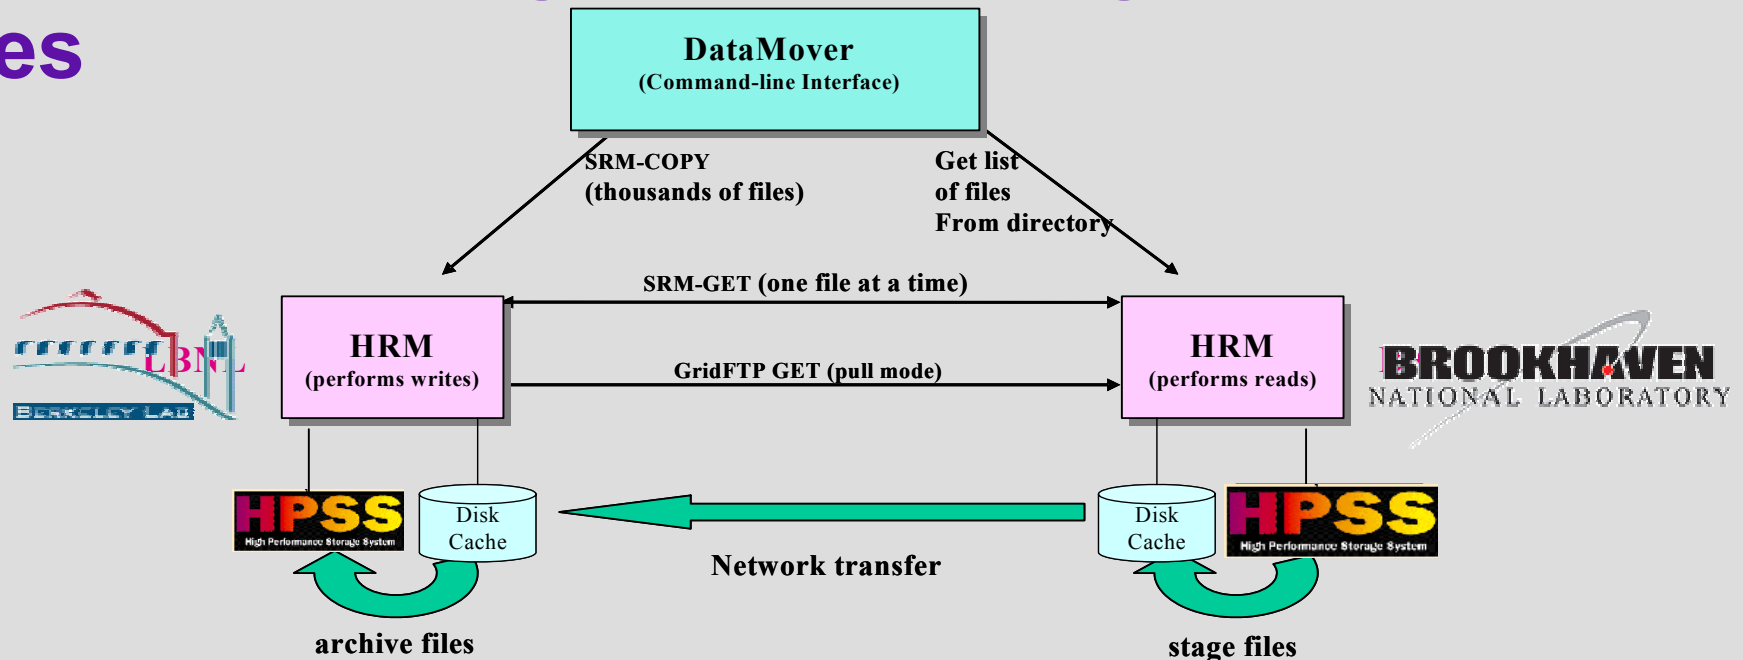 es
DataMover
(Command-line Interface)
SRM-COPY
(thousands of files)
Get list
of files
From directory
SRM-GET (one file at a time)
HRM
(performs writes)
HRM
(performs reads)
LBNL
BERKELEY LAB
BROOKHAVEN
NATIONAL LABORATORY
GridFTP GET (pull mode)
HPSS
High Performance Storage System
Disk
Cache
Disk
Cache
HPSS
High Performance Storage System
Network transfer
archive files
stage files